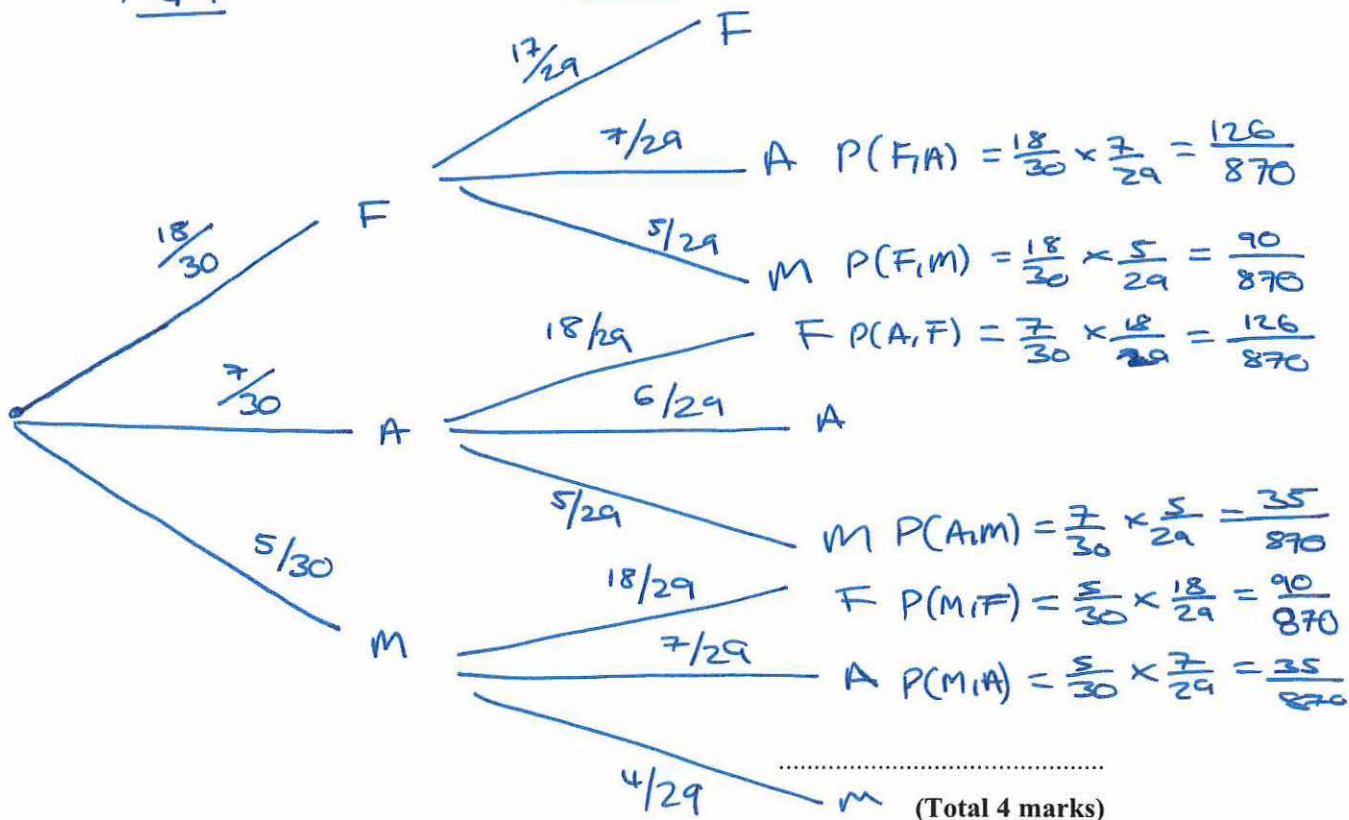 17/29 F
7/29 A P(F,A) = 18/30 × 7/29 = 126/870
18/30 F
5/29 M P(F,M) = 18/30 × 5/29 = 90/870
18/29 F P(A,F) = 7/30 × 18/29 = 126/870
7/30 A
6/29 A
5/29 M P(A,M) = 7/30 × 5/29 = 35/870
5/30 M
18/29 F P(M,F) = 5/30 × 18/29 = 90/870
7/29 A P(M,A) = 5/30 × 7/29 = 35/870
..........................................
4/29 M (Total 4 marks)